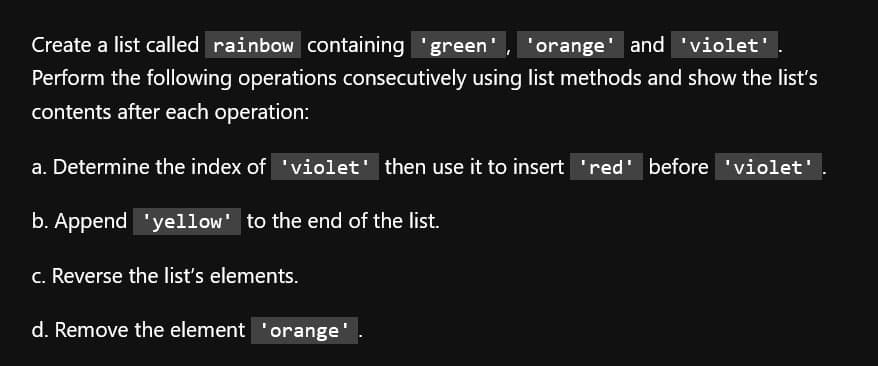 Create a list called rainbow containing 'green', 'orange' and 'violet'.
Perform the following operations consecutively using list methods and show the list’s
contents after each operation:
a. Determine the index of 'violet' then use it to insert 'red' before 'violet'.
b. Append 'yellow' to the end of the list.
c. Reverse the list’s elements.
d. Remove the element 'orange'.